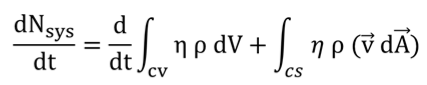 dN_sys/dt = d/dt ∫_cv η ρ dV + ∫_cs η ρ (v⃗ dA⃗)